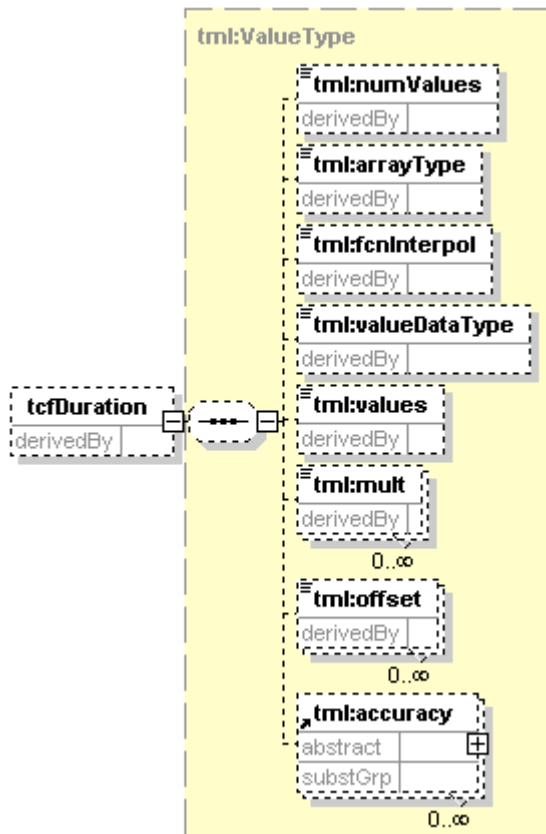 tml:ValueType
tml:numValues
derivedBy
tml:arrayType
derivedBy
tml:fcnInterpol
derivedBy
tml:valueDataType
derivedBy
tcfDuration
derivedBy
tml:values
derivedBy
tml:mult
derivedBy
0..∞
tml:offset
derivedBy
0..∞
tml:accuracy
abstract
substGrp
0..∞